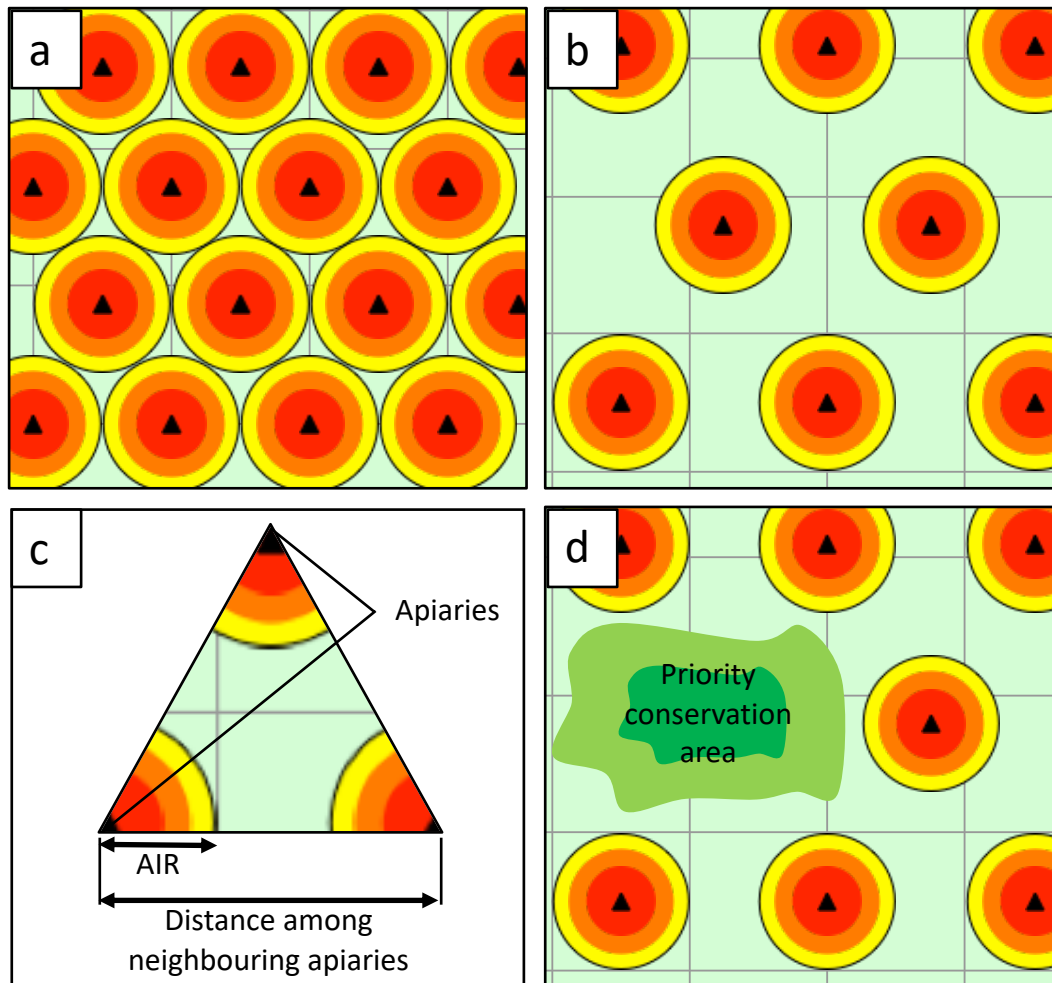 a
b
c
Apiaries
AIR
Distance among
neighbouring apiaries
d
Priority
conservation
area